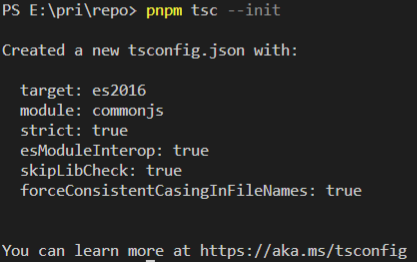 PS E:\pri\repo> pnpm tsc --init
Created a new tsconfig.json with:
target: es2016
module: commonjs
strict: true
esModuleInterop: true
skipLibCheck: true
forceConsistentCasingInFileNames: true
You can learn more at https://aka.ms/tsconfig